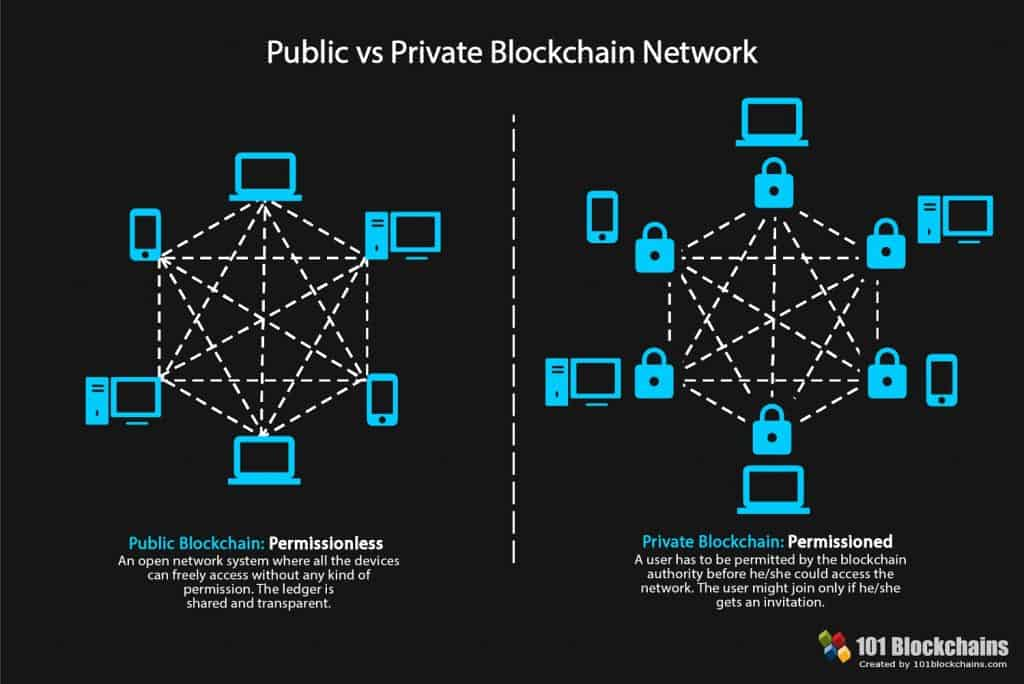 Public vs Private Blockchain Network
Public Blockchain: Permissionless
An open network system where all the devices
can freely access without any kind of
permission. The ledger is
shared and transparent.
Private Blockchain: Permissioned
A user has to be permitted by the blockchain
authority before he/she could access the
network. The user might join only if he/she
gets an invitation.
101 Blockchains
Created by 101blockchains.com